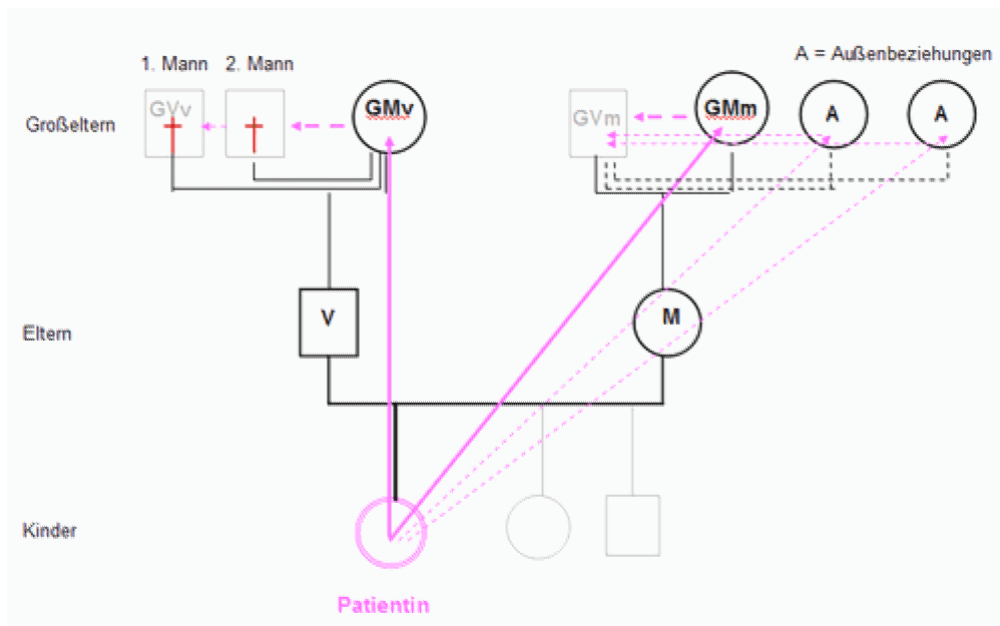 A = Außenbeziehungen
1. Mann 2. Mann
Großeltern
GVv
GMv
GVm
GMm
A
A
Eltern
V
M
Kinder
Patientin